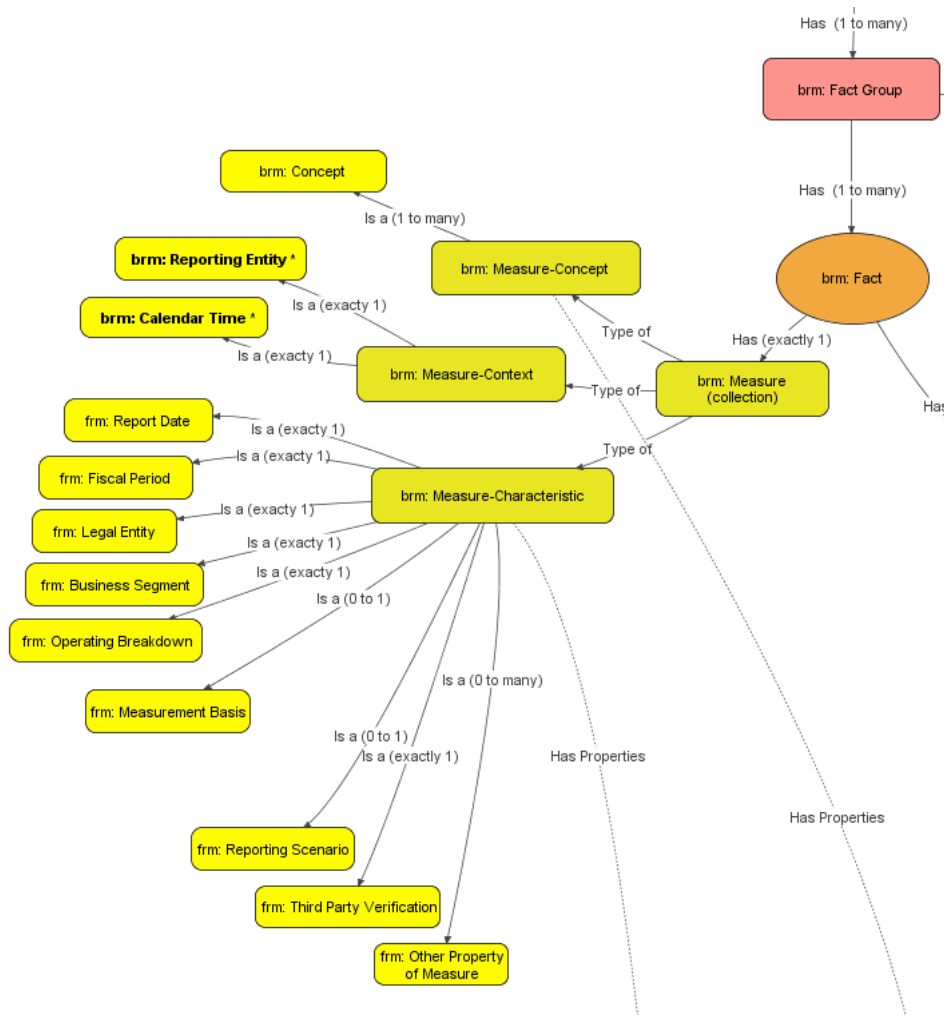 Has (1 to many)
brm: Fact Group
brm: Concept
Has (1 to many)
Is a (1 to many)
brm: Reporting Entity *
brm: Measure-Concept
brm: Fact
Is a (exacty 1)
brm: Calendar Time *
Type of
Has (exactly 1)
Is a (exacty 1)
brm: Measure-Context
brm: Measure
(collection)
Type of
Has
frm: Report Date
Is a (exacty 1)
Type of
Is a (exacty 1)
frm: Fiscal Period
brm: Measure-Characteristic
Is a (exacty 1)
frm: Legal Entity
Is a (exacty 1)
Is a (exacty 1)
frm: Business Segment
Is a (0 to 1)
frm: Operating Breakdown
Is a (0 to many)
frm: Measurement Basis
Is a (0 to 1)
Is a (exactly 1)
Has Properties
Has Properties
frm: Reporting Scenario
frm: Third Party Verification
frm: Other Property
of Measure